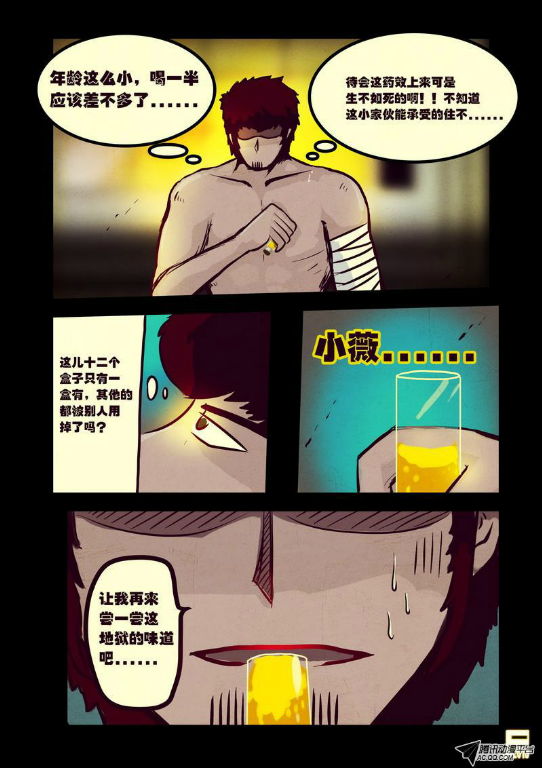 年龄这么小，喝一半
应该差不多了......
待会这药效上来可是
生不如死的啊！！不知道
这小家伙能承受的住不......
这儿十二个
盒子只有一
盒有，其他的
都被别人用
掉了吗？
小薇......
让我再来
尝一尝这
地狱的味道
吧......
腾讯动漫平台
AC.QQ.COM